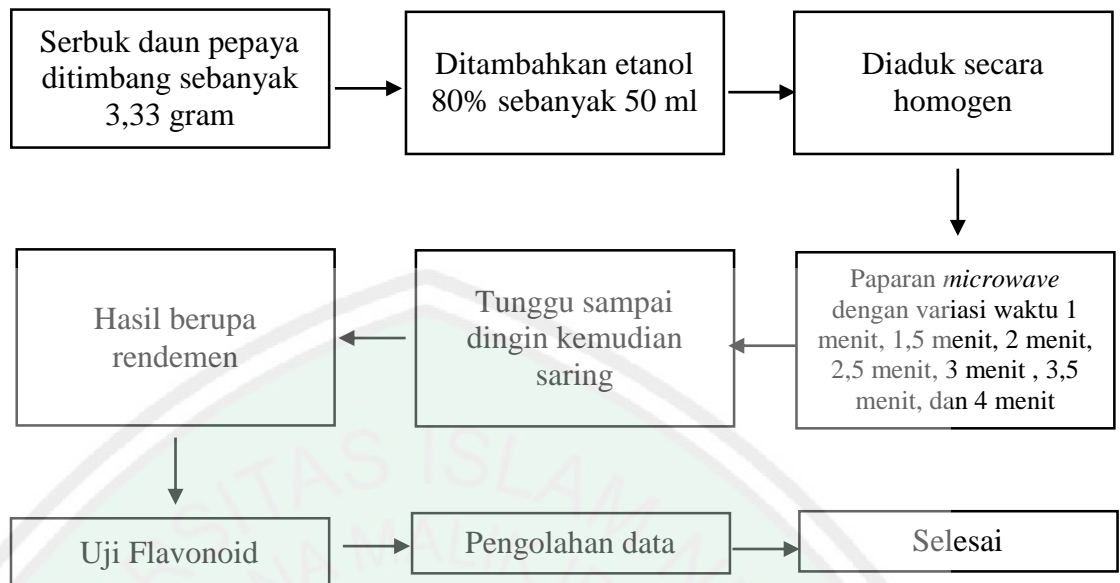 Serbuk daun pepaya
ditimbang sebanyak
3,33 gram
Ditambahkan etanol
80% sebanyak 50 ml
Diaduk secara
homogen
Paparan microwave
dengan variasi waktu 1
menit, 1,5 menit, 2 menit,
2,5 menit, 3 menit , 3,5
menit, dan 4 menit
Tunggu sampai
dingin kemudian
saring
Hasil berupa
rendemen
Uji Flavonoid
Pengolahan data
Selesai